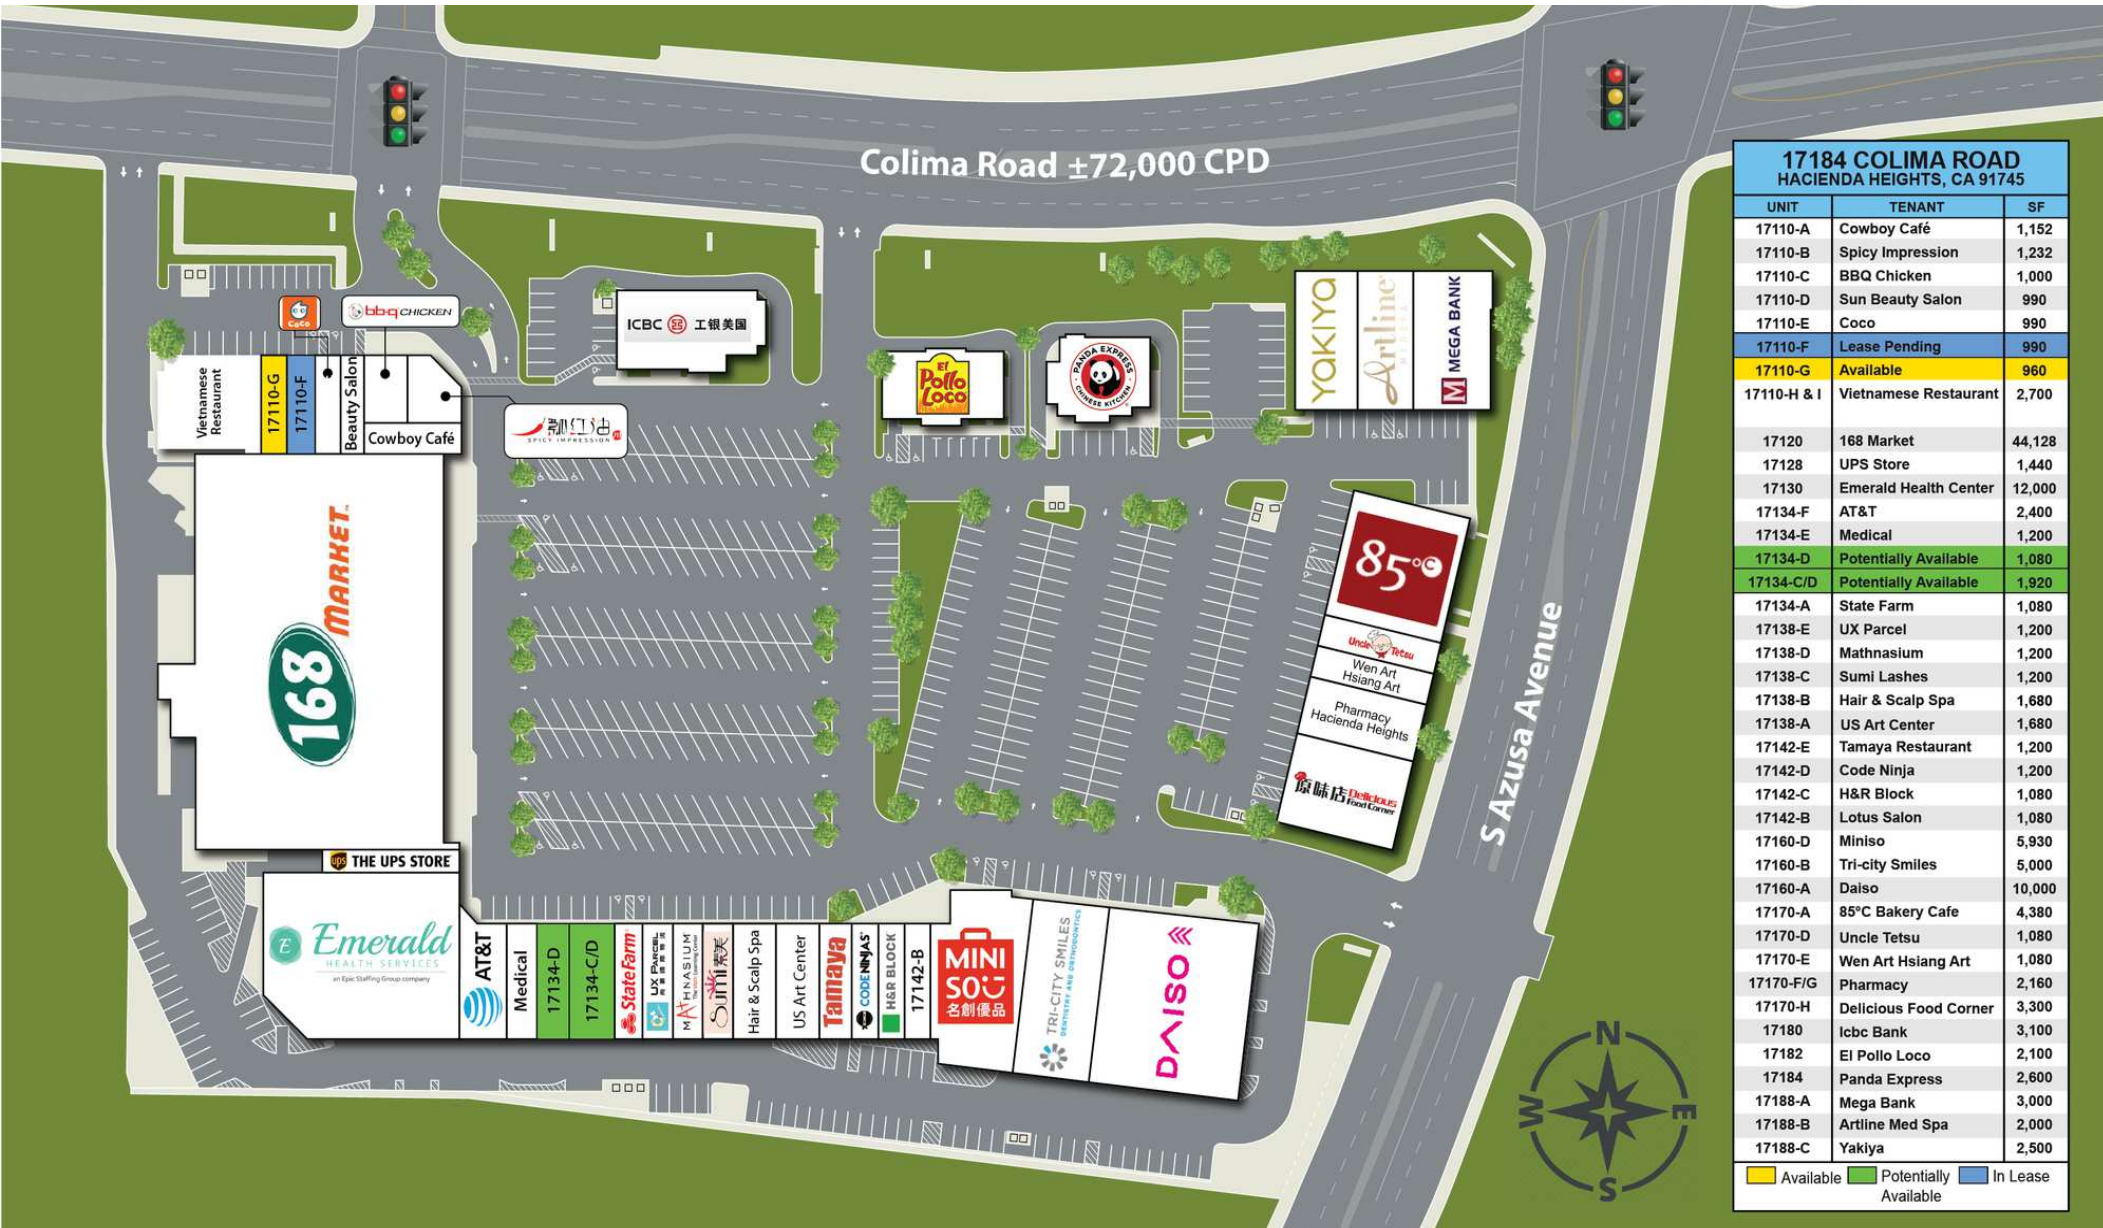 Colima Road ±72,000 CPD
S Azusa Avenue
CoCo
bb.q CHICKEN
ICBC 工银美国
El Pollo Loco
PANDA EXPRESS
CHINESE KITCHEN
YAKIYA
Artline
MEDSPA
MEGA BANK
Vietnamese
Restaurant
17110-G
17110-F
Beauty Salon
Cowboy Café
SPICY IMPRESSION
168 MARKET
85°C
Uncle Tetsu
Wen Art
Hsiang Art
Pharmacy
Hacienda Heights
原味店 Delicious
Food Corner
ups THE UPS STORE
E Emerald
HEALTH SERVICES
an Epic Staffing Group company
AT&T
Medical
17134-D
17134-C/D
StateFarm
UX PARCEL
MATHNASIUM
The Math Learning Center
Sumi
Hair & Scalp Spa
US Art Center
Tamaya
CODE NINJAS
H&R BLOCK
17142-B
MINI
SO
名創優品
TRI-CITY SMILES
DENTISTRY AND ORTHODONTICS
DAISO
N
E
S
W
17184 COLIMA ROAD
HACIENDA HEIGHTS, CA 91745
UNIT TENANT SF
17110-A Cowboy Café 1,152
17110-B Spicy Impression 1,232
17110-C BBQ Chicken 1,000
17110-D Sun Beauty Salon 990
17110-E Coco 990
17110-F Lease Pending 990
17110-G Available 960
17110-H & I Vietnamese Restaurant 2,700
17120 168 Market 44,128
17128 UPS Store 1,440
17130 Emerald Health Center 12,000
17134-F AT&T 2,400
17134-E Medical 1,200
17134-D Potentially Available 1,080
17134-C/D Potentially Available 1,920
17134-A State Farm 1,080
17138-E UX Parcel 1,200
17138-D Mathnasium 1,200
17138-C Sumi Lashes 1,200
17138-B Hair & Scalp Spa 1,680
17138-A US Art Center 1,680
17142-E Tamaya Restaurant 1,200
17142-D Code Ninja 1,200
17142-C H&R Block 1,080
17142-B Lotus Salon 1,080
17160-D Miniso 5,930
17160-B Tri-city Smiles 5,000
17160-A Daiso 10,000
17170-A 85°C Bakery Cafe 4,380
17170-D Uncle Tetsu 1,080
17170-E Wen Art Hsiang Art 1,080
17170-F/G Pharmacy 2,160
17170-H Delicious Food Corner 3,300
17180 Icbc Bank 3,100
17182 El Pollo Loco 2,100
17184 Panda Express 2,600
17188-A Mega Bank 3,000
17188-B Artline Med Spa 2,000
17188-C Yakiya 2,500
Available Potentially In Lease
Available